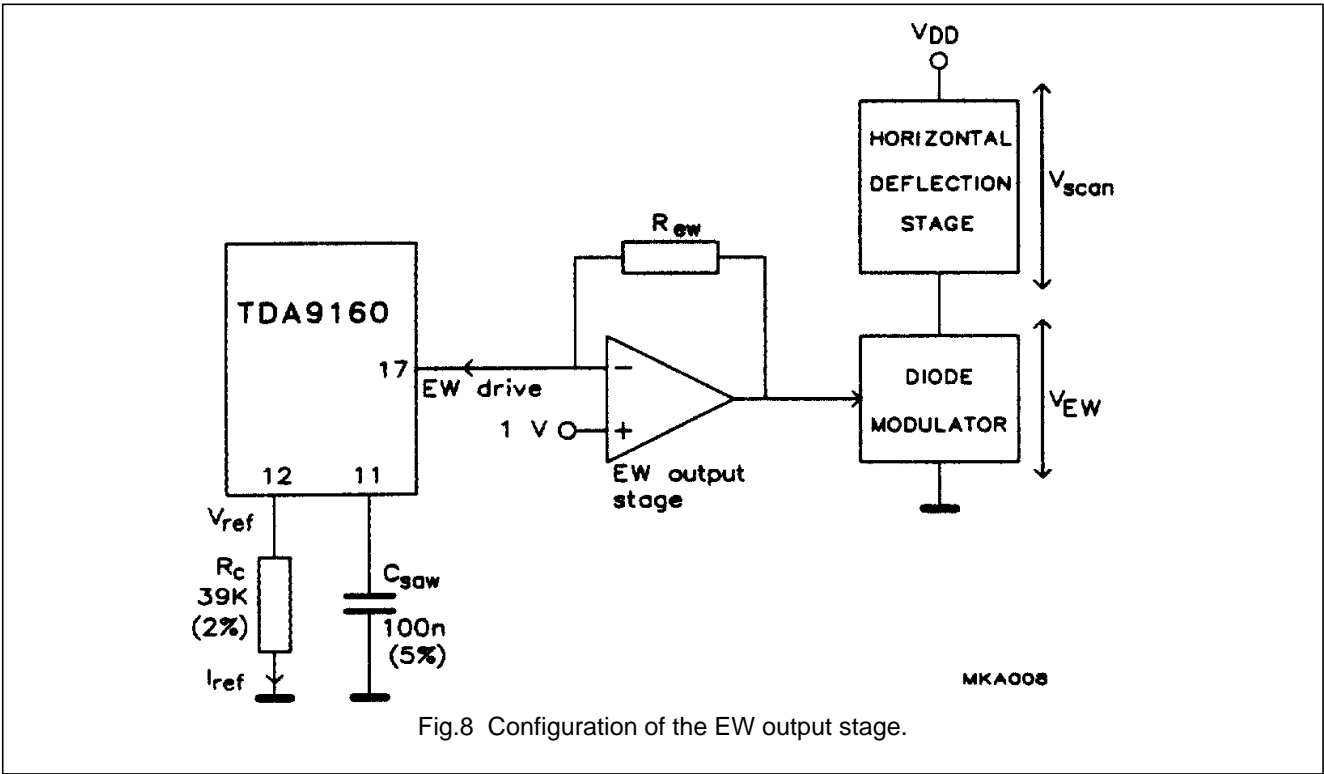 VDD
HORIZONTAL
DEFLECTION
STAGE
Vscan
Rew
TDA9160
17
EW drive
1 V
−
+
EW output
stage
DIODE
MODULATOR
VEW
12
11
Vref
Rc
39K
(2%)
Iref
Csaw
100n
(5%)
MKA008
Fig.8 Configuration of the EW output stage.